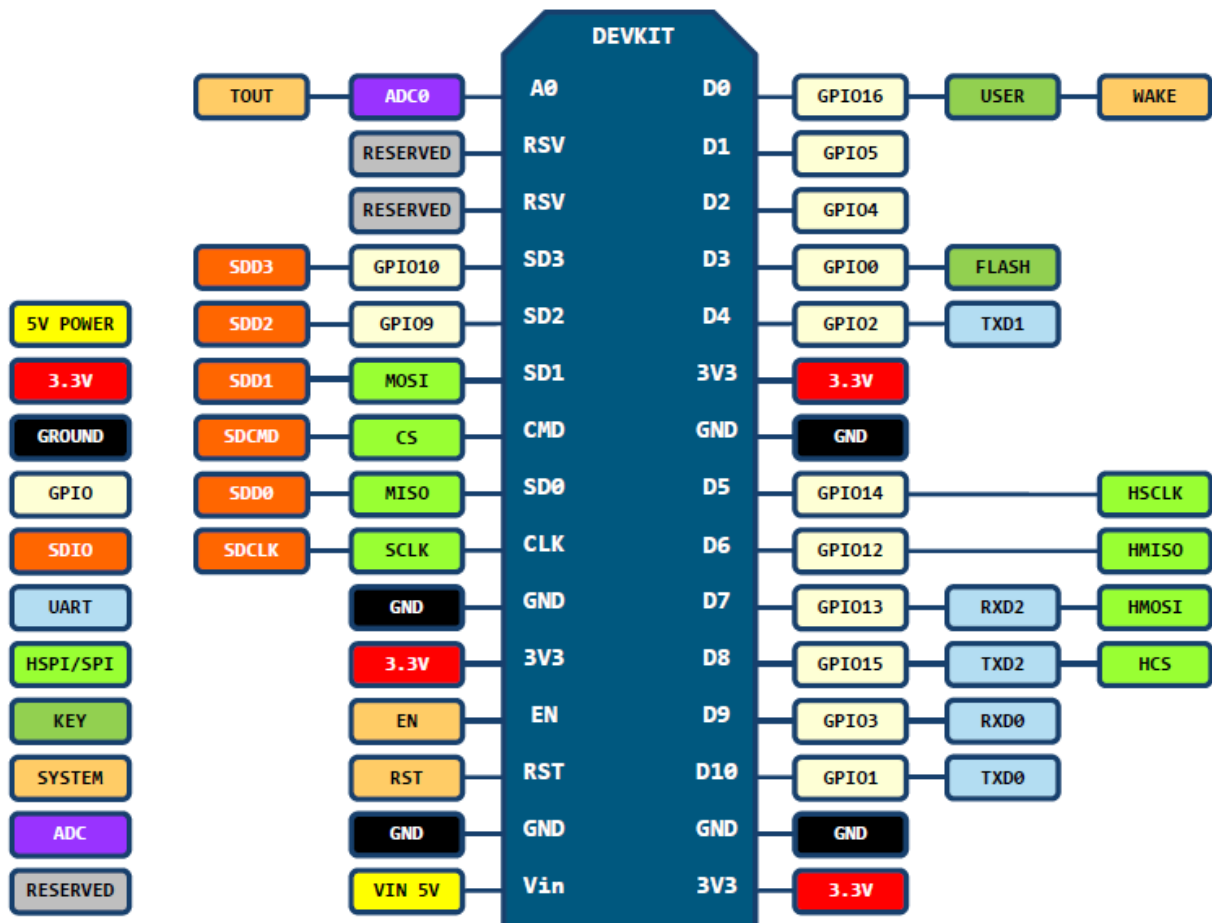 DEVKIT
TOUT ADC0 A0 D0 GPIO16 USER WAKE
RESERVED RSV D1 GPIO5
RESERVED RSV D2 GPIO4
SDD3 GPIO10 SD3 D3 GPIO0 FLASH
5V POWER SDD2 GPIO9 SD2 D4 GPIO2 TXD1
3.3V SDD1 MOSI SD1 3V3 3.3V
GROUND SDCMD CS CMD GND GND
GPIO SDD0 MISO SD0 D5 GPIO14 HSCLK
SDIO SDCLK SCLK CLK D6 GPIO12 HMISO
UART GND GND D7 GPIO13 RXD2 HMOSI
HSPI/SPI 3.3V 3V3 D8 GPIO15 TXD2 HCS
KEY EN EN D9 GPIO3 RXD0
SYSTEM RST RST D10 GPIO1 TXD0
ADC GND GND GND GND
RESERVED VIN 5V Vin 3V3 3.3V